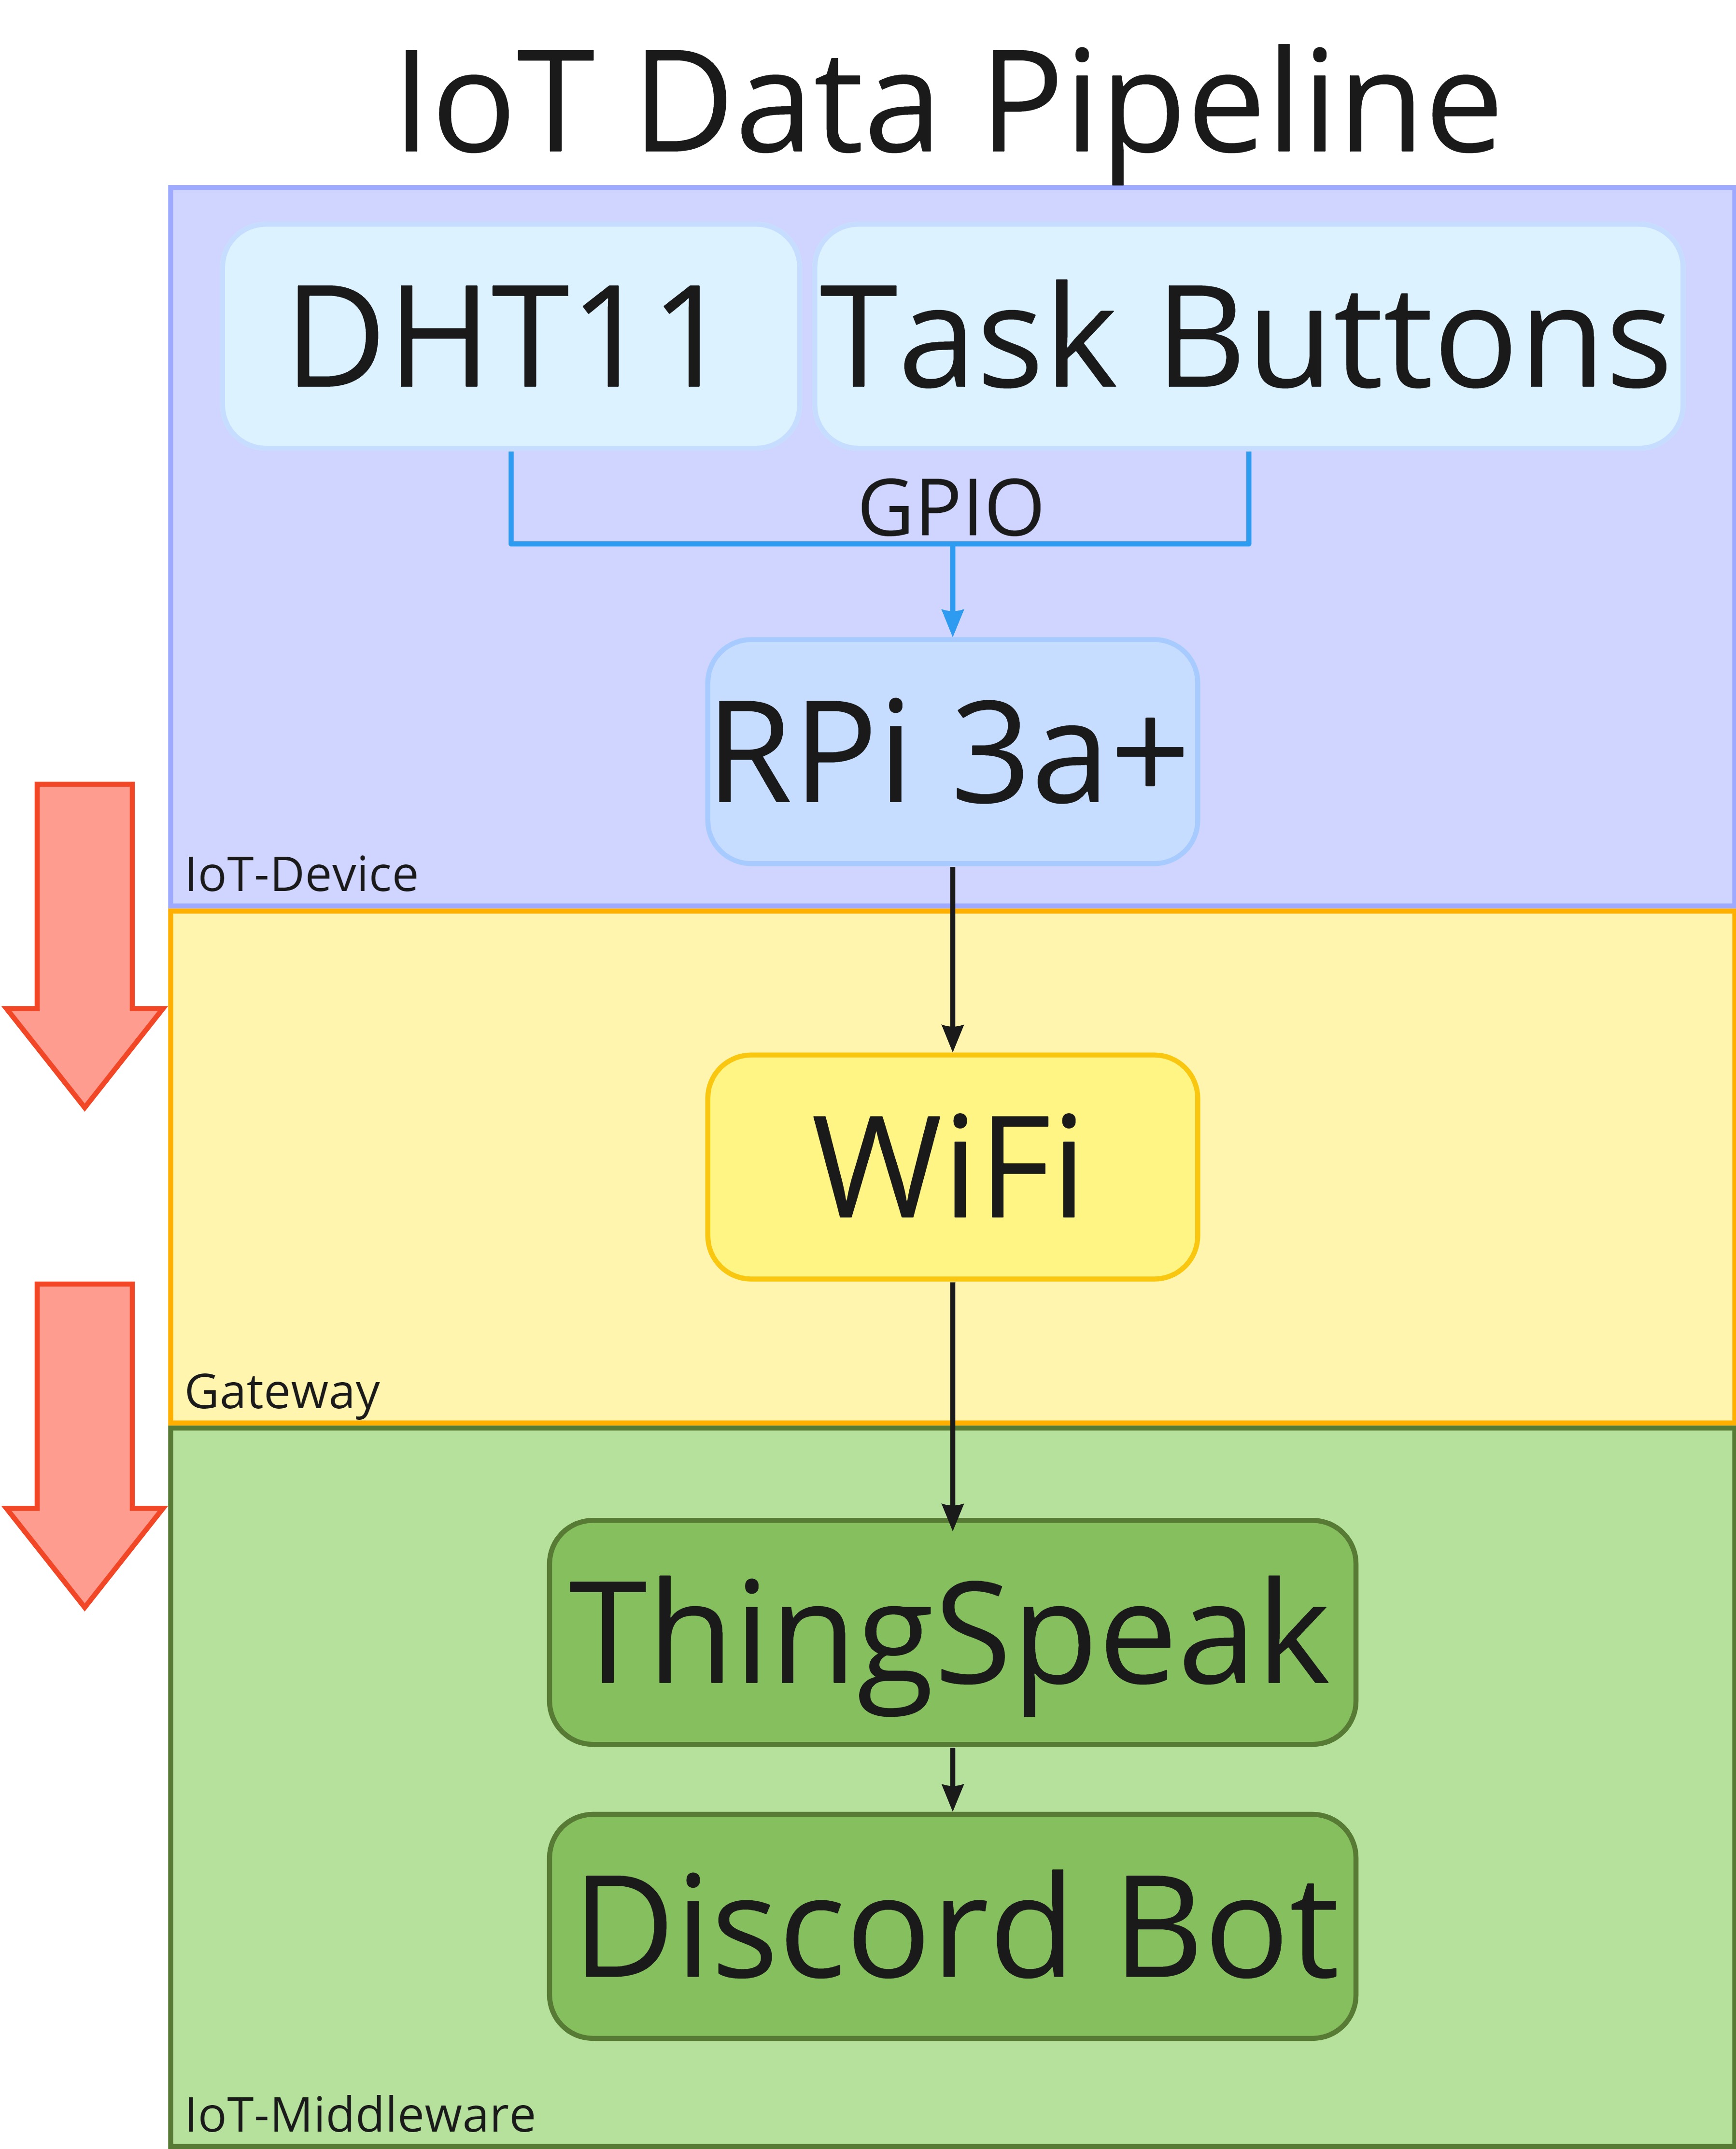 IoT Data Pipeline
DHT11
Task Buttons
GPIO
RPi 3a+
IoT-Device
WiFi
Gateway
ThingSpeak
Discord Bot
IoT-Middleware